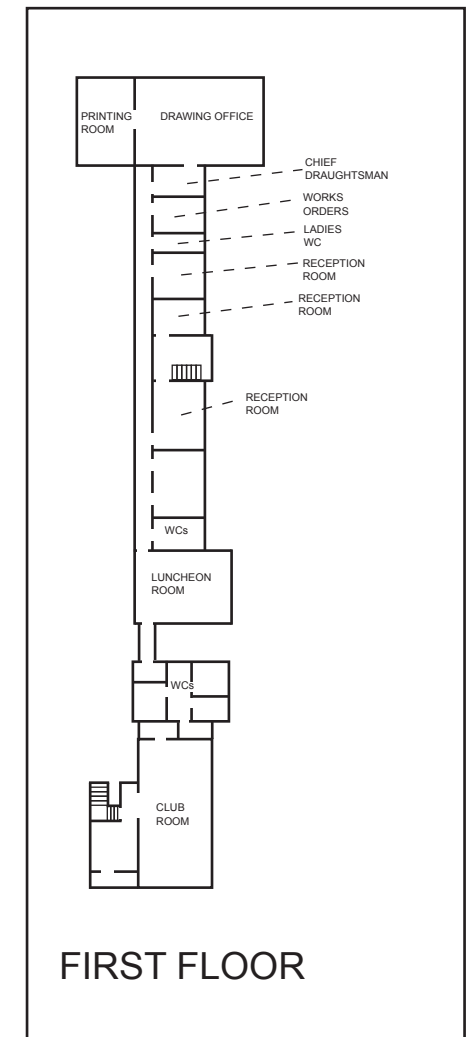 PRINTING
ROOM
DRAWING OFFICE
CHIEF
DRAUGHTSMAN
WORKS
ORDERS
LADIES
WC
RECEPTION
ROOM
RECEPTION
ROOM
RECEPTION
ROOM
WCs
LUNCHEON
ROOM
WCs
CLUB
ROOM
FIRST FLOOR